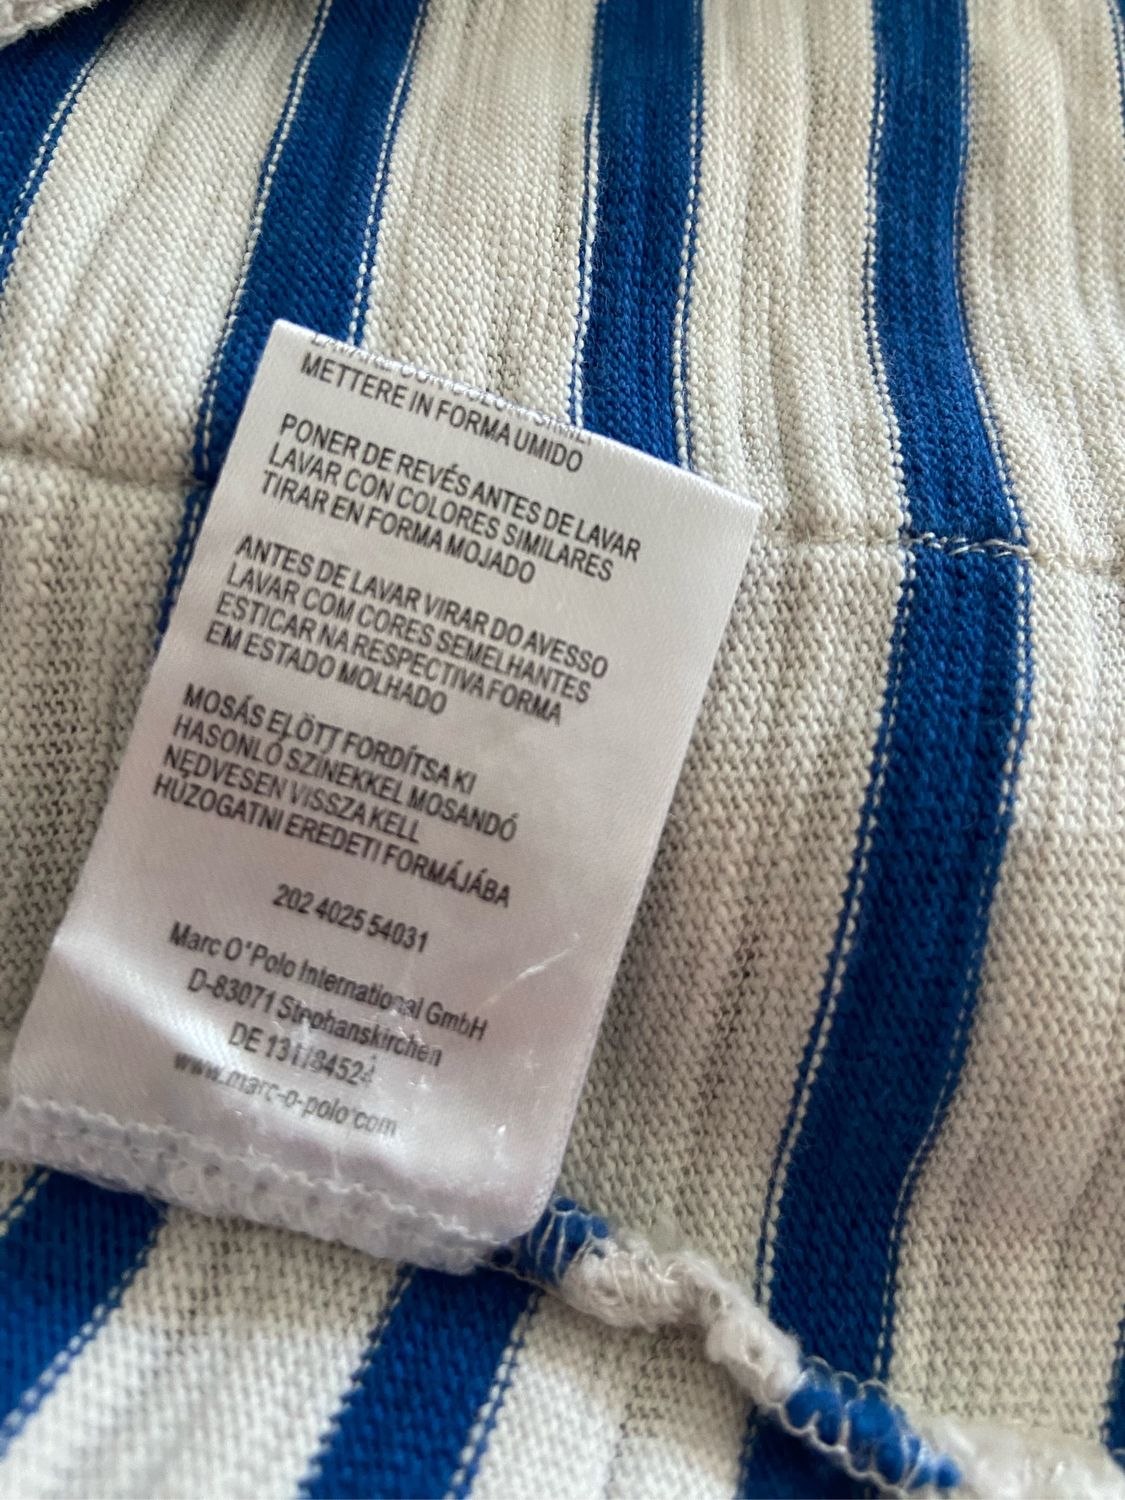 METTERE IN FORMA UMIDO
PONER DE REVÉS ANTES DE LAVAR
LAVAR CON COLORES SIMILARES
TIRAR EN FORMA MOJADO
ANTES DE LAVAR VIRAR DO AVESSO
LAVAR COM CORES SEMELHANTES
ESTICAR NA RESPECTIVA FORMA
EM ESTADO MOLHADO
MOSÁS ELÖTT FORDÍTSA KI
HASONLÓ SZÍNEKKEL MOSANDÓ
NEDVESEN VISSZA KELL
HÚZOGATNI EREDETI FORMÁJÁBA
202 4025 54031
Marc O'Polo International GmbH
D-83071 Stephanskirchen
DE
www.marc-o-polo.com